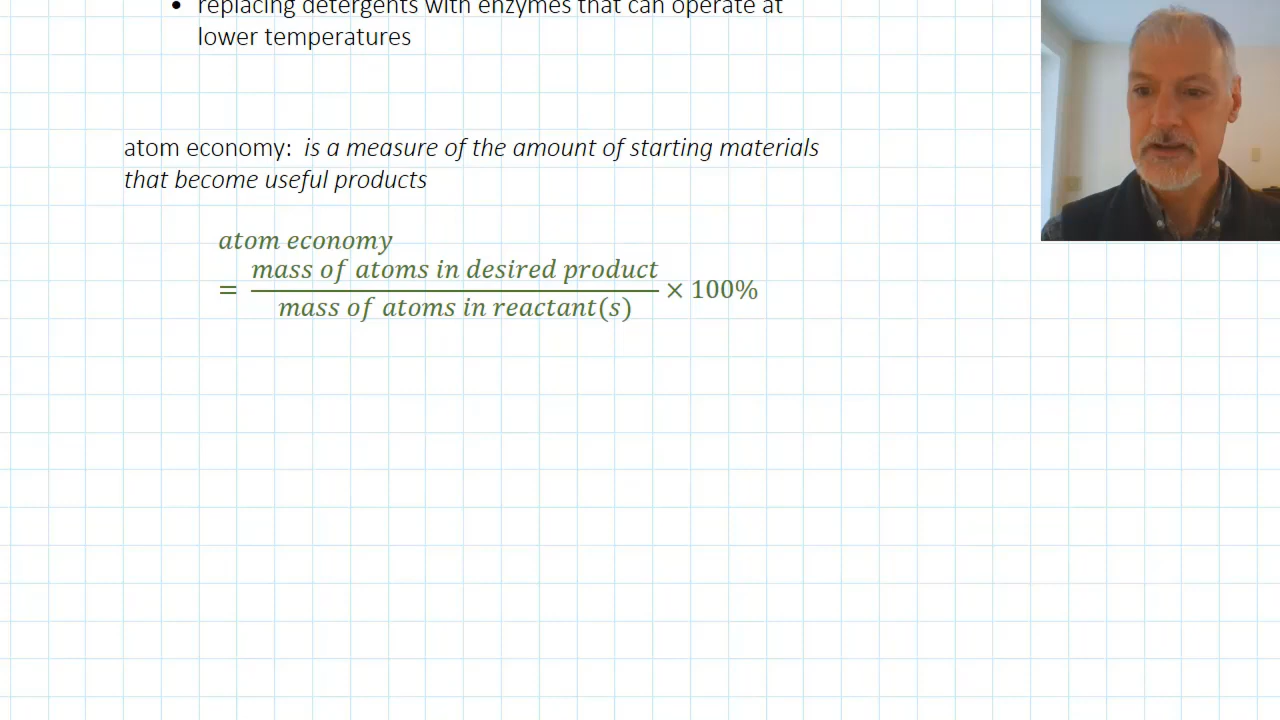 • replacing detergents with enzymes that can operate at
lower temperatures
atom economy: is a measure of the amount of starting materials
that become useful products
atom economy
= mass of atoms in desired product / mass of atoms in reactant(s) × 100%